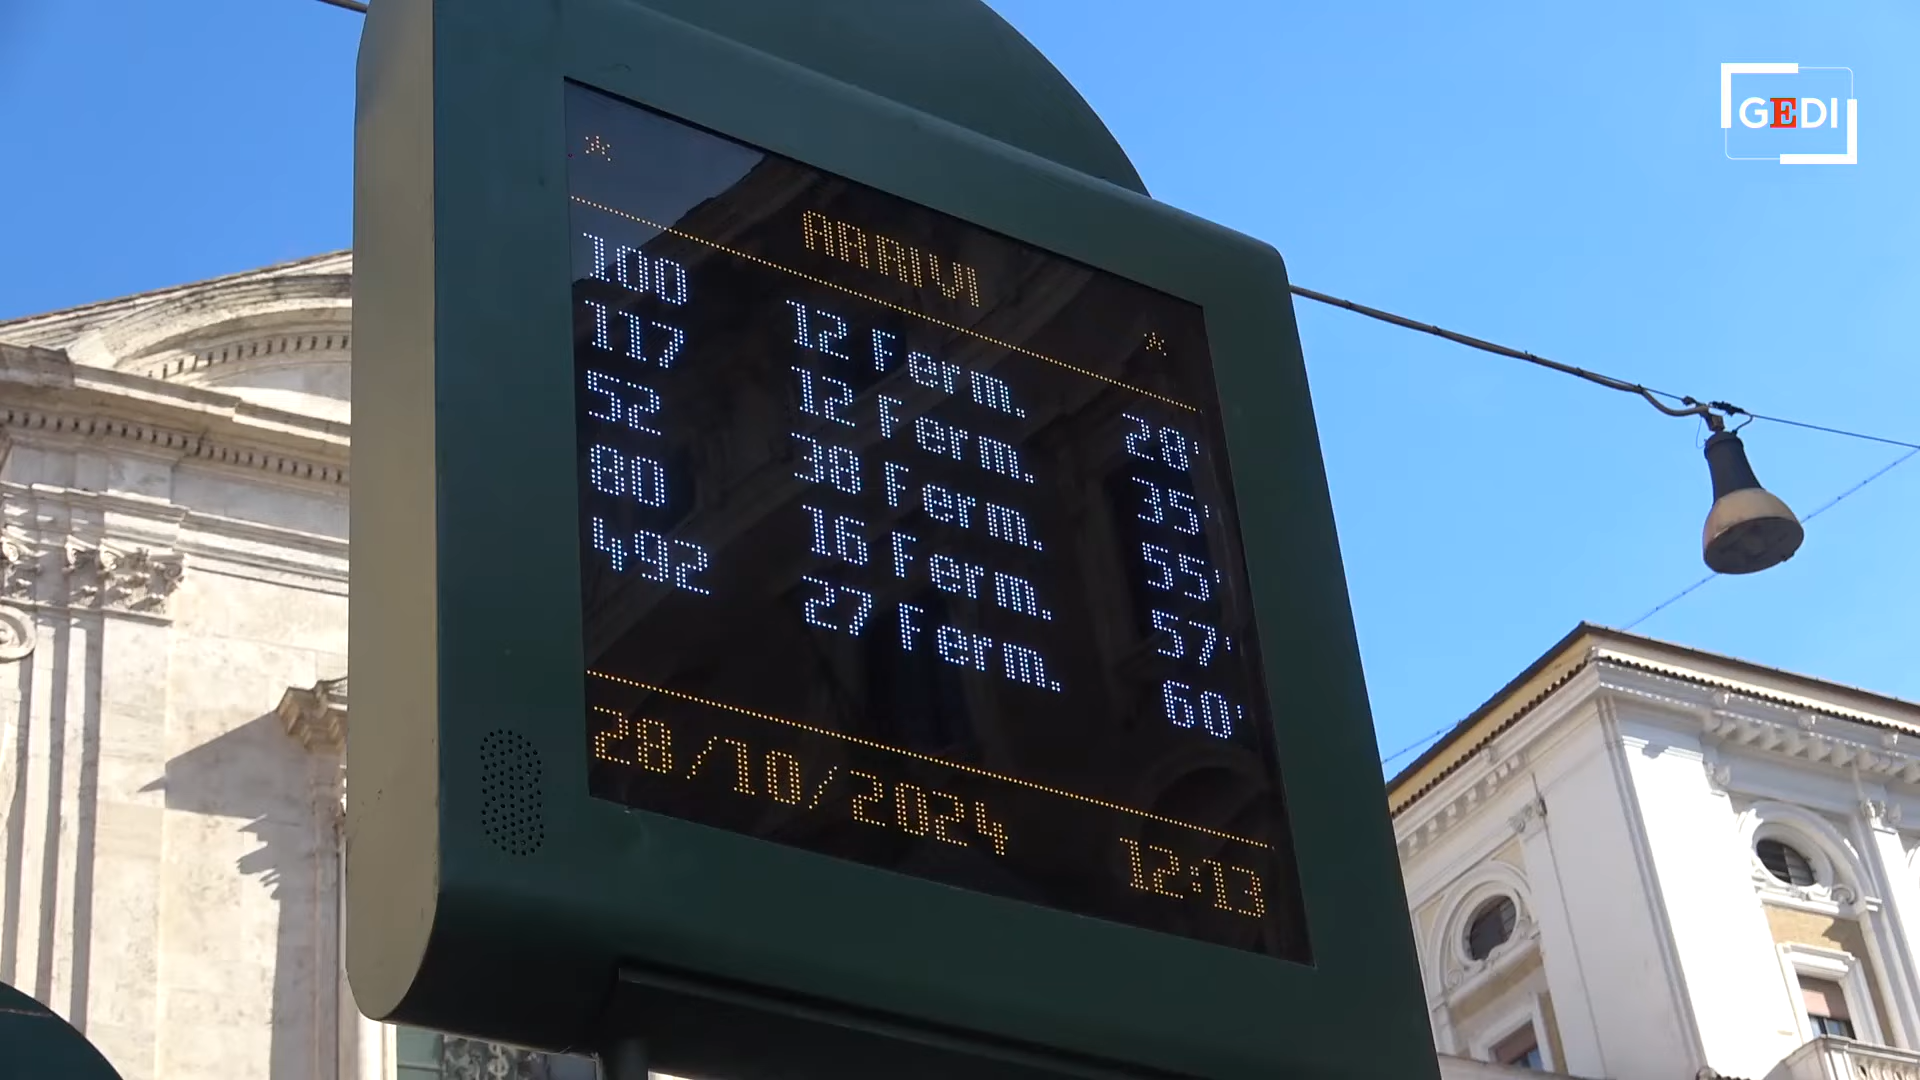 * ARRIVI *
100 12 Ferm. 28'
117 12 Ferm. 35'
52 38 Ferm. 55'
80 16 Ferm. 57'
492 27 Ferm. 60'
28/10/2024 12:13
GEDI